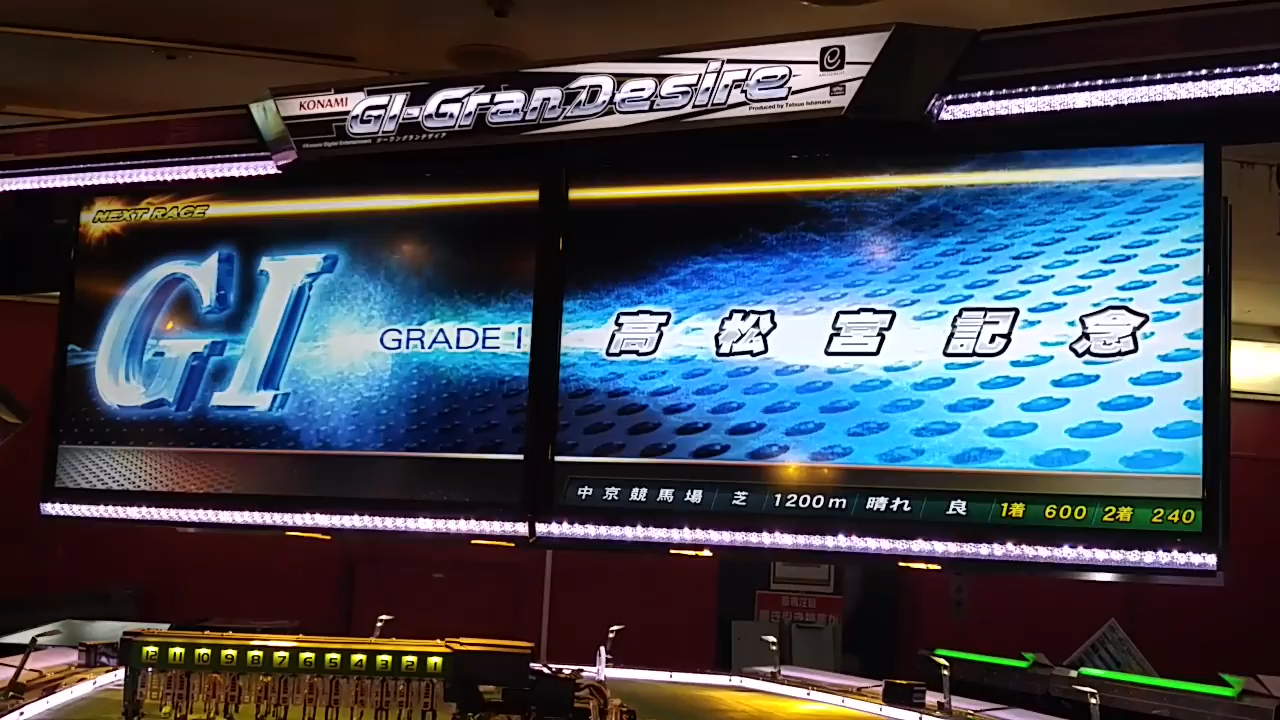 KONAMI
GI-GranDesire
Produced by Tetsuo Ishimaru
NEXT RACE
GI
GRADE I
高松宮記念
中京競馬場 芝 1200m 晴れ 良 1着 600 2着 240
12 11 10 9 8 7 6 5 4 3 2 1